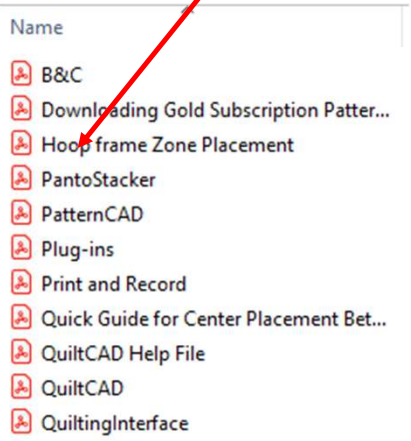 Name
B&C
Downloading Gold Subscription Patter...
Hoop frame Zone Placement
PantoStacker
PatternCAD
Plug-ins
Print and Record
Quick Guide for Center Placement Bet...
QuiltCAD Help File
QuiltCAD
QuiltingInterface